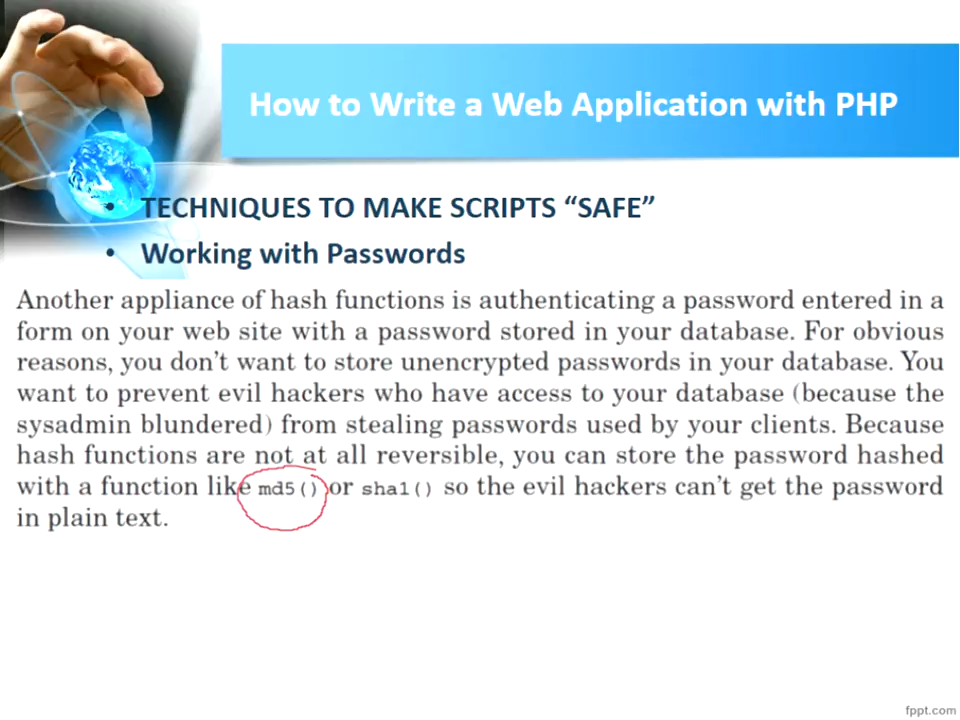 How to Write a Web Application with PHP
• TECHNIQUES TO MAKE SCRIPTS “SAFE”
• Working with Passwords
Another appliance of hash functions is authenticating a password entered in a
form on your web site with a password stored in your database. For obvious
reasons, you don’t want to store unencrypted passwords in your database. You
want to prevent evil hackers who have access to your database (because the
sysadmin blundered) from stealing passwords used by your clients. Because
hash functions are not at all reversible, you can store the password hashed
with a function like md5() or sha1() so the evil hackers can’t get the password
in plain text.
fppt.com